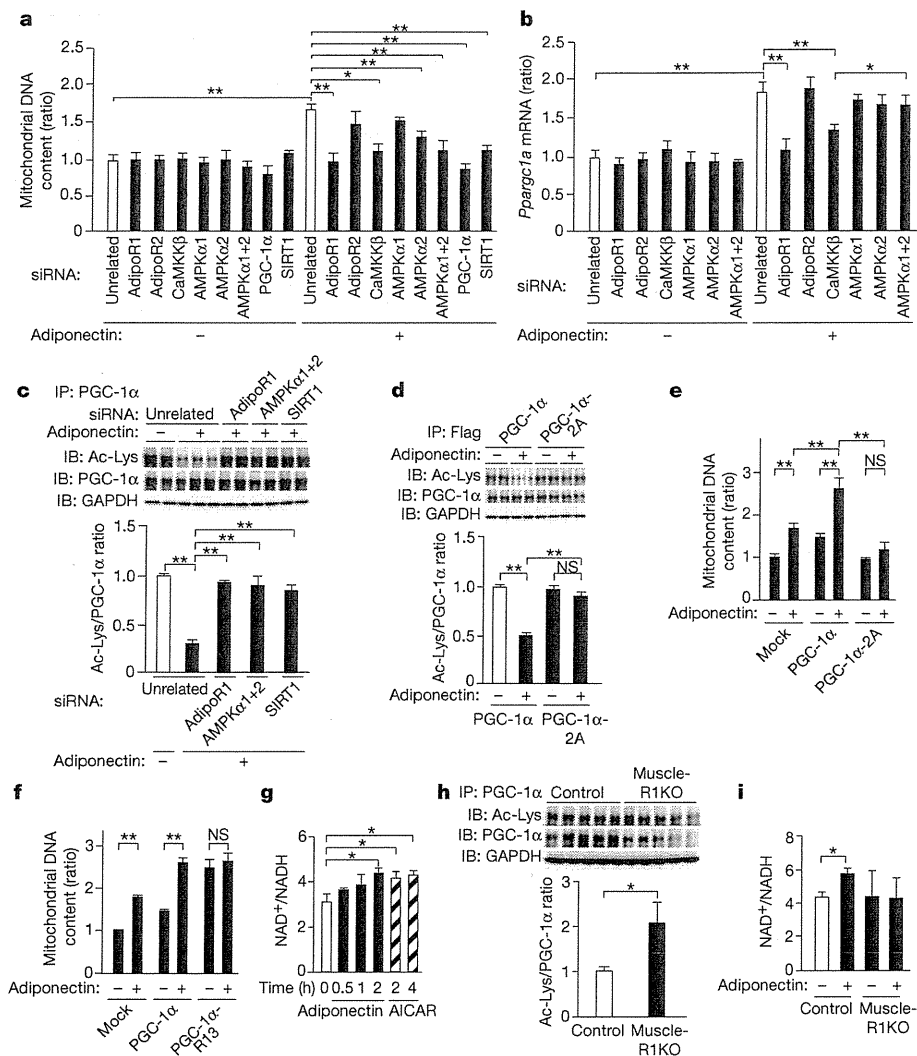 a
Mitochondrial DNA
content (ratio)
2.5
2.0
1.5
1.0
0.5
0
** ** ** ** ** * ** **
siRNA:
Unrelated
AdipoR1
AdipoR2
CaMKKβ
AMPKα1
AMPKα2
AMPKα1+2
PGC-1α
SIRT1
Unrelated
AdipoR1
AdipoR2
CaMKKβ
AMPKα1
AMPKα2
AMPKα1+2
PGC-1α
SIRT1
Adiponectin: − +
b
Ppargc1a mRNA (ratio)
2.5
2.0
1.5
1.0
0.5
0
** ** ** *
siRNA:
Unrelated
AdipoR1
AdipoR2
CaMKKβ
AMPKα1
AMPKα2
AMPKα1+2
Unrelated
AdipoR1
AdipoR2
CaMKKβ
AMPKα1
AMPKα2
AMPKα1+2
Adiponectin: − +
c
IP: PGC-1α
siRNA: Unrelated AdipoR1 AMPKα1+2 SIRT1
Adiponectin: − + + + +
IB: Ac-Lys
IB: PGC-1α
IB: GAPDH
Ac-Lys/PGC-1α ratio
1.5
1.0
0.5
0
** ** ** **
siRNA: Unrelated AdipoR1 AMPKα1+2 SIRT1
Adiponectin: − +
d
IP: Flag PGC-1α PGC-1α-2A
Adiponectin: − + − +
IB: Ac-Lys
IB: PGC-1α
IB: GAPDH
Ac-Lys/PGC-1α ratio
1.5
1.0
0.5
0
** ** NS
Adiponectin: − + − +
PGC-1α PGC-1α-
2A
e
Mitochondrial DNA
content (ratio)
3
2
1
0
** ** ** ** NS
Adiponectin: − + − + − +
Mock PGC-1α PGC-1α-2A
f
Mitochondrial DNA
content (ratio)
3
2
1
0
** ** NS
Adiponectin: − + − + − +
Mock PGC-1α PGC-1α-
R13
g
NAD+/NADH
6
4
2
0
* * *
Time (h) 0 0.5 1 2 2 4
Adiponectin AICAR
h
IP: PGC-1α Control Muscle-
R1KO
IB: Ac-Lys
IB: PGC-1α
IB: GAPDH
Ac-Lys/PGC-1α ratio
3
2
1
0
*
Control Muscle-
R1KO
i
NAD+/NADH
8
6
4
2
0
*
Adiponectin: − + − +
Control Muscle-
R1KO